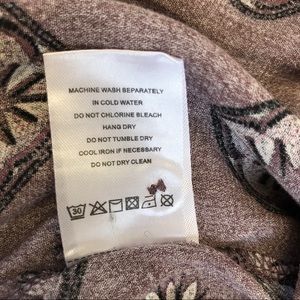 MACHINE WASH SEPARATELY
IN COLD WATER
DO NOT CHLORINE BLEACH
HANG DRY
DO NOT TUMBLE DRY
COOL IRON IF NECESSARY
DO NOT DRY CLEAN
30